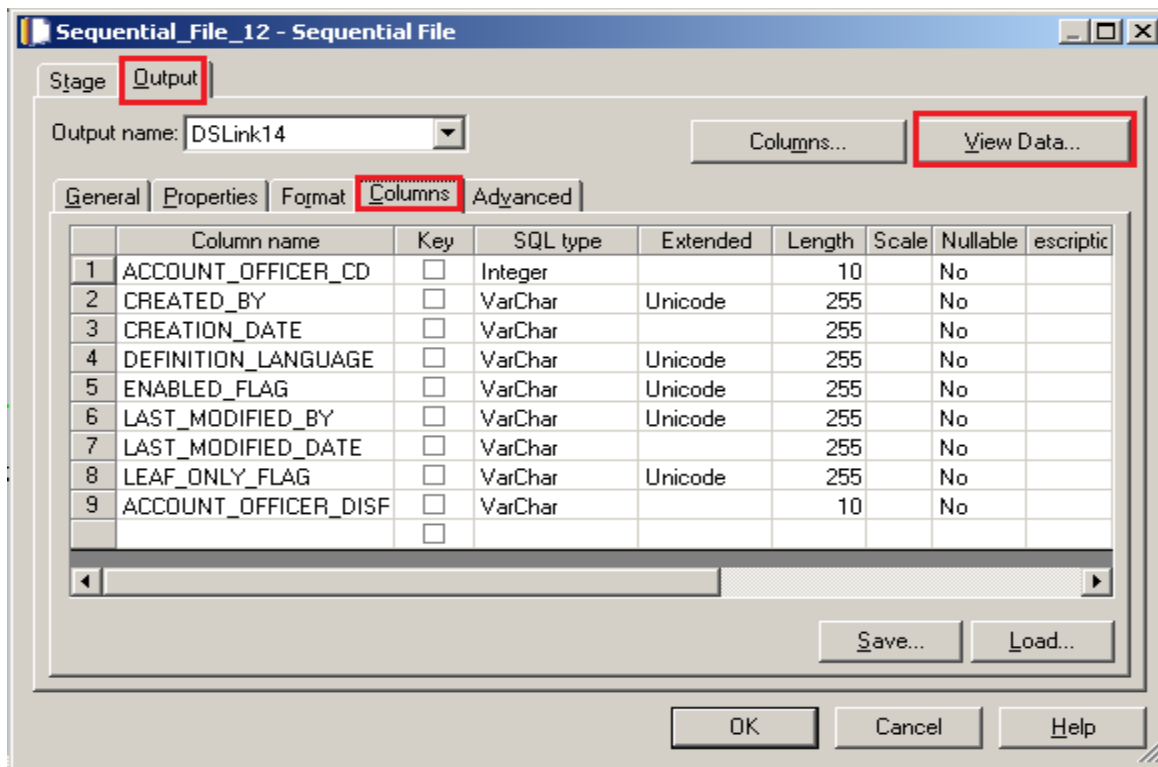 Sequential_File_12 - Sequential File
Stage Output
Output name: DSLink14 Columns... View Data...
General Properties Format Columns Advanced
Column name Key SQL type Extended Length Scale Nullable escriptic
1 ACCOUNT_OFFICER_CD Integer 10 No
2 CREATED_BY VarChar Unicode 255 No
3 CREATION_DATE VarChar 255 No
4 DEFINITION_LANGUAGE VarChar Unicode 255 No
5 ENABLED_FLAG VarChar Unicode 255 No
6 LAST_MODIFIED_BY VarChar Unicode 255 No
7 LAST_MODIFIED_DATE VarChar 255 No
8 LEAF_ONLY_FLAG VarChar Unicode 255 No
9 ACCOUNT_OFFICER_DISF VarChar 10 No
Save... Load...
OK Cancel Help